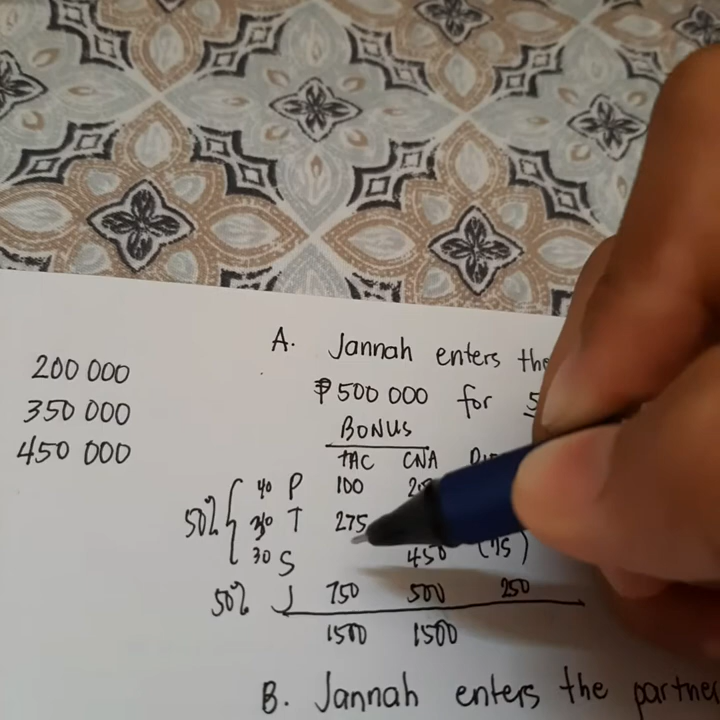 200 000
350 000
450 000
A. Jannah enters the
₱500 000 for
BONUS
TAC CNA
40 P 100
50% 30 T 275
30 S 450 (75)
50% J 750 500 250
1500 1500
B. Jannah enters the partner